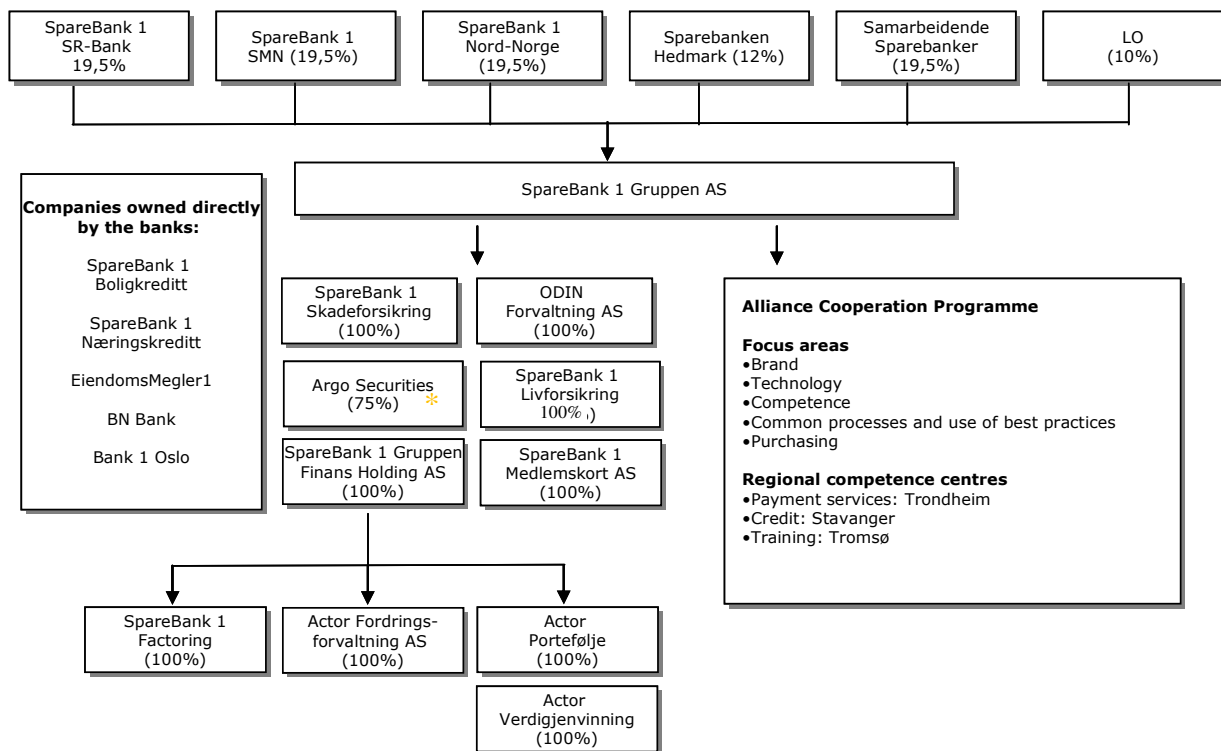 SpareBank 1
SR-Bank
19,5%
SpareBank 1
SMN (19,5%)
SpareBank 1
Nord-Norge
(19,5%)
Sparebanken
Hedmark (12%)
Samarbeidende
Sparebanker
(19,5%)
LO
(10%)
SpareBank 1 Gruppen AS
Companies owned directly
by the banks:
SpareBank 1
Boligkreditt
SpareBank 1
Næringskreditt
EiendomsMegler1
BN Bank
Bank 1 Oslo
SpareBank 1
Skadeforsikring
(100%)
ODIN
Forvaltning AS
(100%)
Argo Securities
(75%) *
SpareBank 1
Livforsikring
100% )
SpareBank 1 Gruppen
Finans Holding AS
(100%)
SpareBank 1
Medlemskort AS
(100%)
Alliance Cooperation Programme
Focus areas
•Brand
•Technology
•Competence
•Common processes and use of best practices
•Purchasing
Regional competence centres
•Payment services: Trondheim
•Credit: Stavanger
•Training: Tromsø
SpareBank 1
Factoring
(100%)
Actor Fordrings-
forvaltning AS
(100%)
Actor
Portefølje
(100%)
Actor
Verdigjenvinning
(100%)